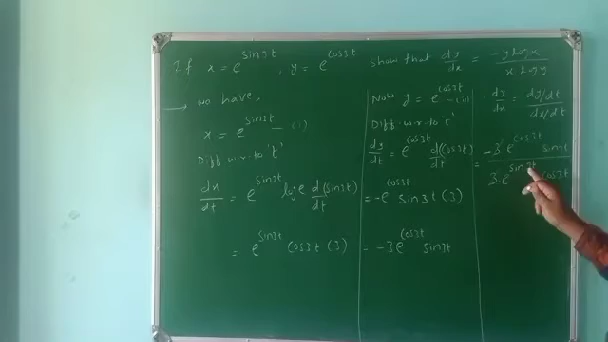 If x = e^sin3t , y = e^cos3t show that dy/dx = -y log x / x log y
→ we have,
x = e^sin3t - (i)
Diff. w.r. to 't'
dx/dt = e^sin3t log e d(sin3t)/dt
= e^sin3t cos3t (3)
Now y = e^cos3t - (ii)
Diff. w.r. to t'
dy/dt = e^cos3t d(cos3t)/dt
= -e^cos3t sin3t (3)
= -3e^cos3t sin3t
dy/dx = dy/dt / dx/dt
= -3 e^cos3t sin3t / 3 e^sin3t cos3t